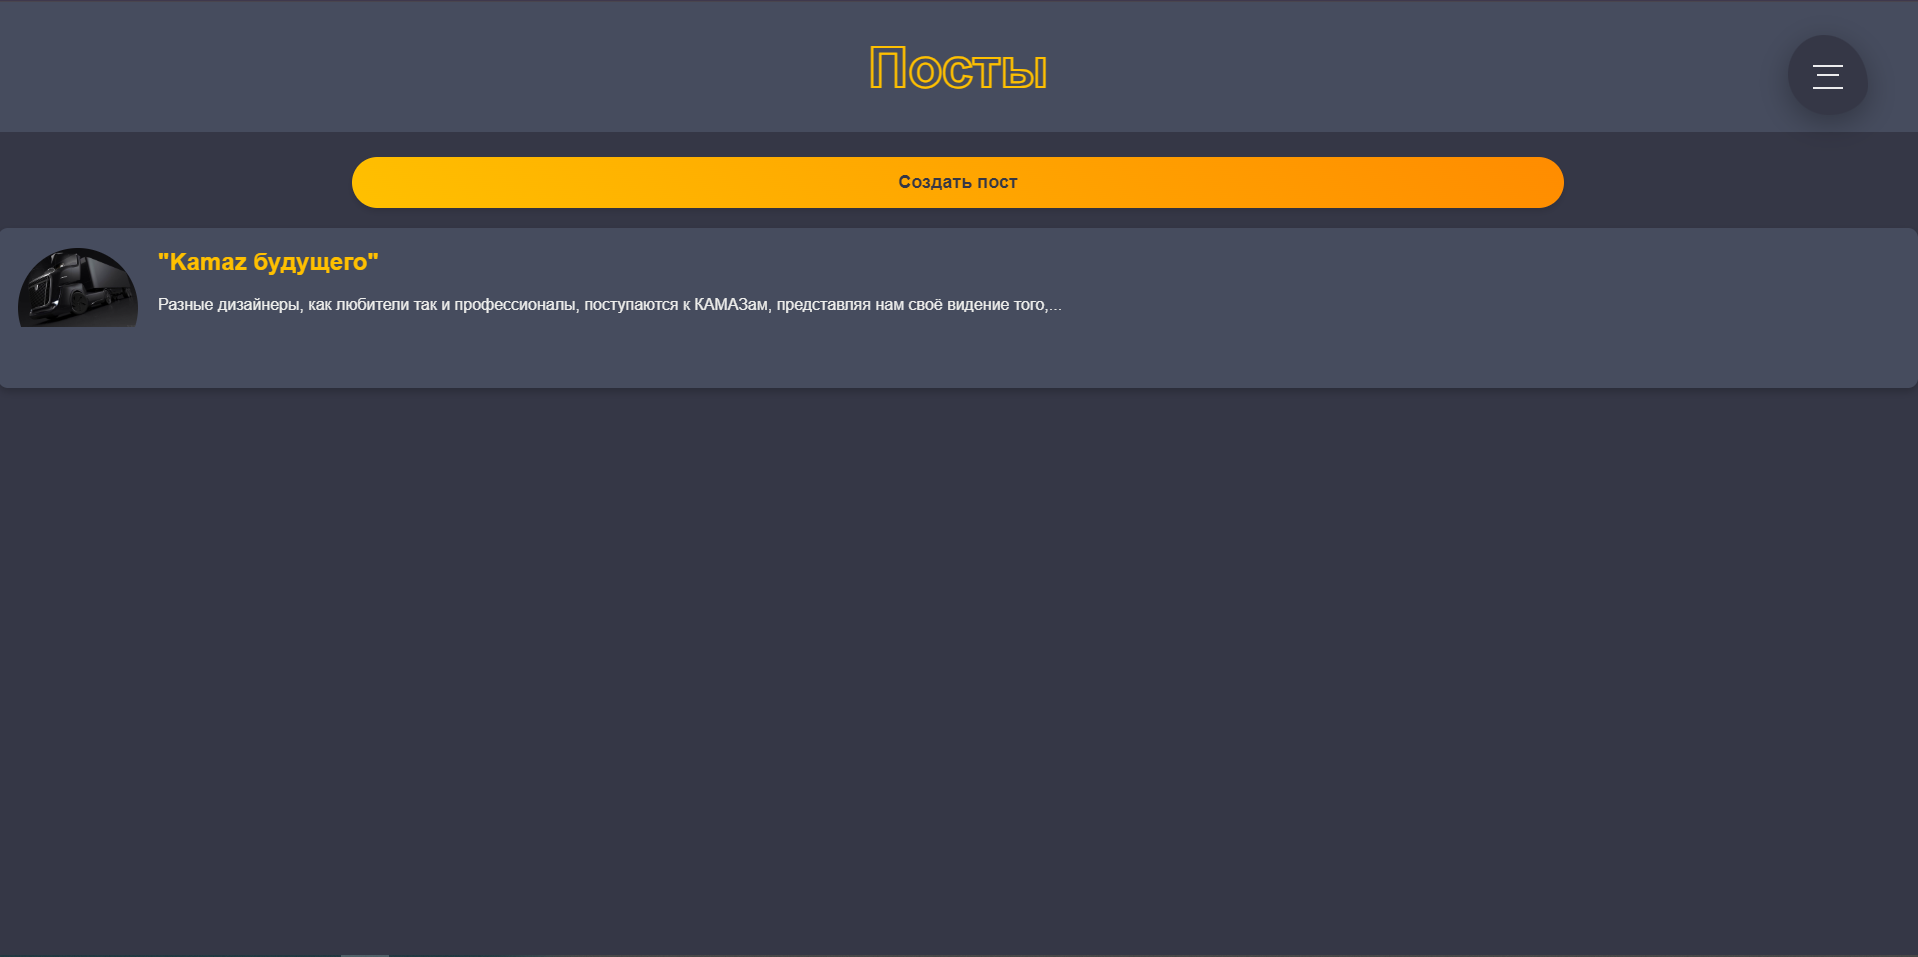 Посты
Создать пост
"Kamaz будущего"
Разные дизайнеры, как любители так и профессионалы, поступаются к КАМАЗам, представляя нам своё видение того,...